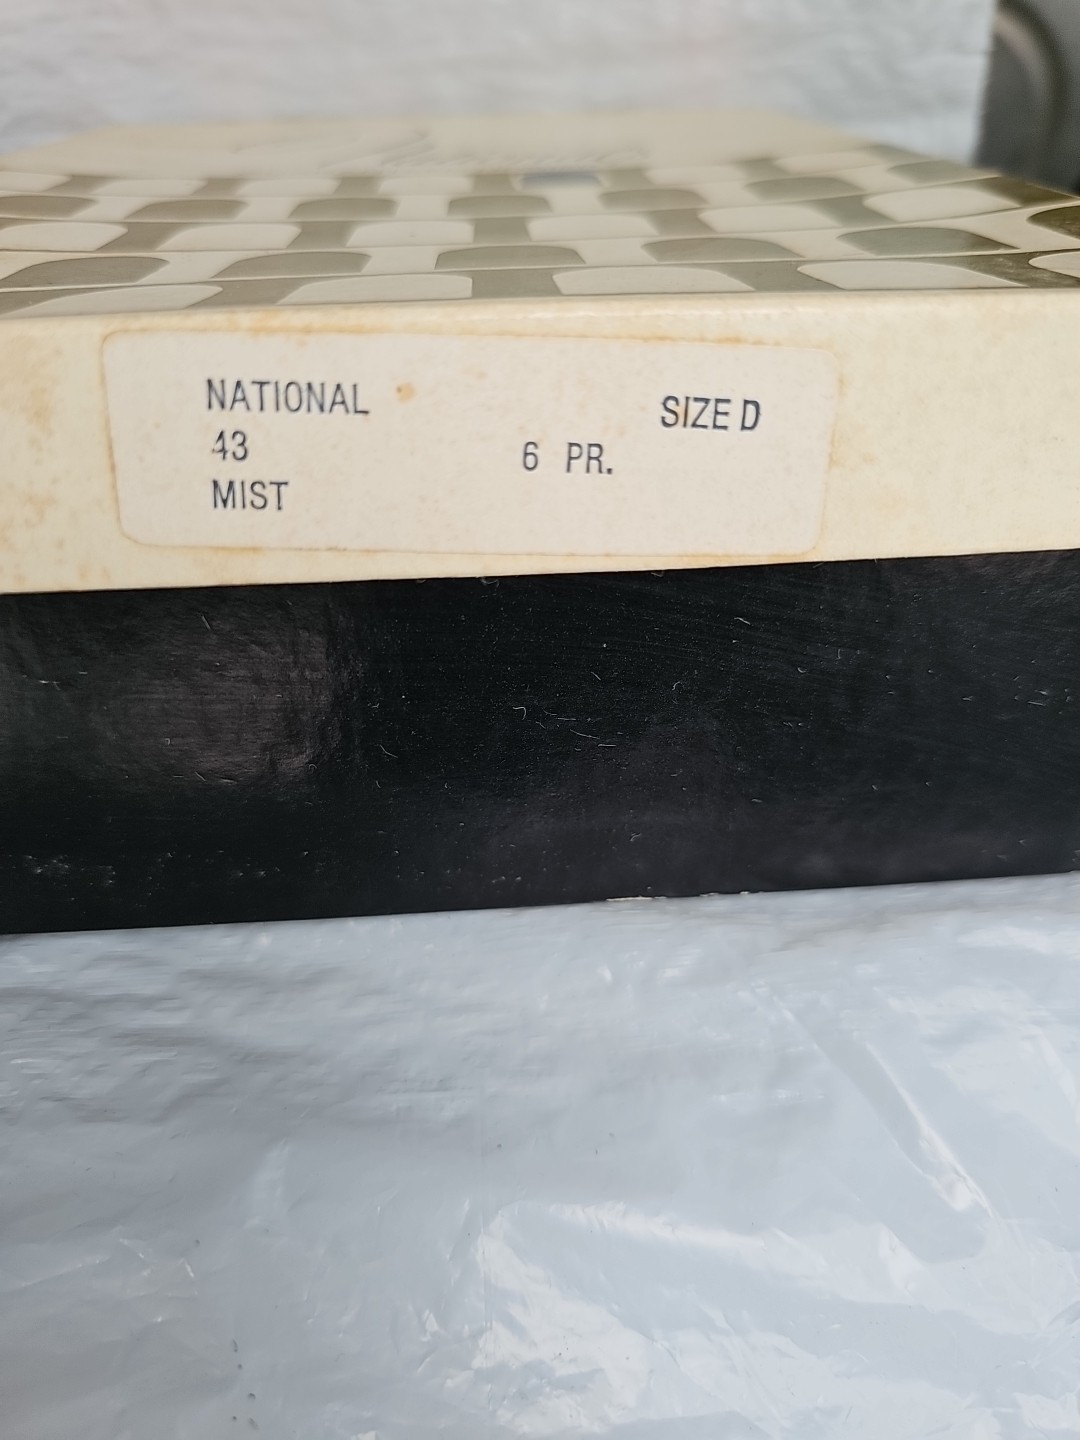 NATIONAL
SIZE D
43
6 PR.
MIST